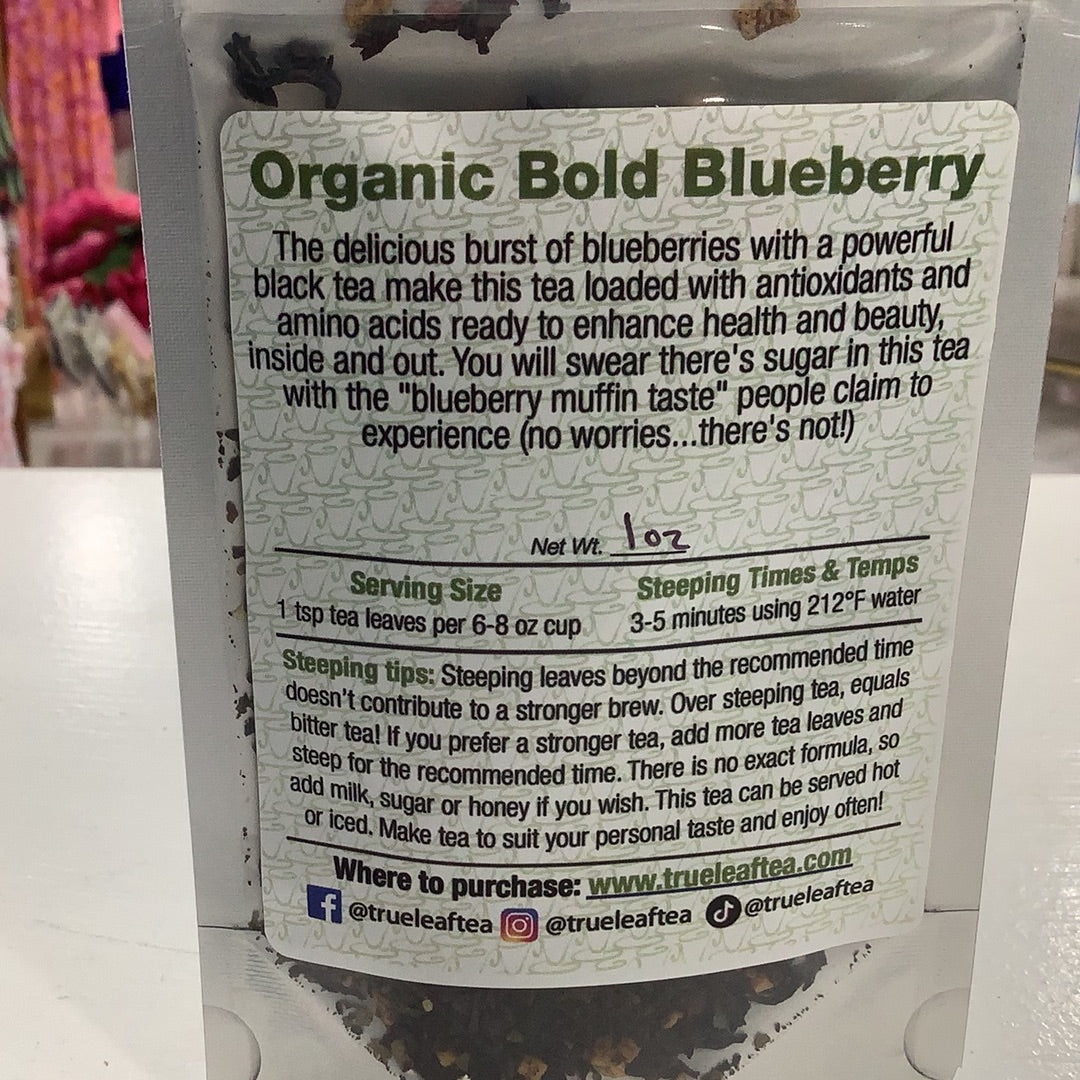 Organic Bold Blueberry
The delicious burst of blueberries with a powerful
black tea make this tea loaded with antioxidants and
amino acids ready to enhance health and beauty,
inside and out. You will swear there's sugar in this tea
with the "blueberry muffin taste" people claim to
experience (no worries...there's not!)
Net Wt. 1oz
Serving Size
1 tsp tea leaves per 6-8 oz cup
Steeping Times & Temps
3-5 minutes using 212°F water
Steeping tips: Steeping leaves beyond the recommended time
doesn't contribute to a stronger brew. Over steeping tea, equals
bitter tea! If you prefer a stronger tea, add more tea leaves and
steep for the recommended time. There is no exact formula, so
add milk, sugar or honey if you wish. This tea can be served hot
or iced. Make tea to suit your personal taste and enjoy often!
Where to purchase: www.trueleaftea.com
@trueleaftea @trueleaftea @trueleaftea